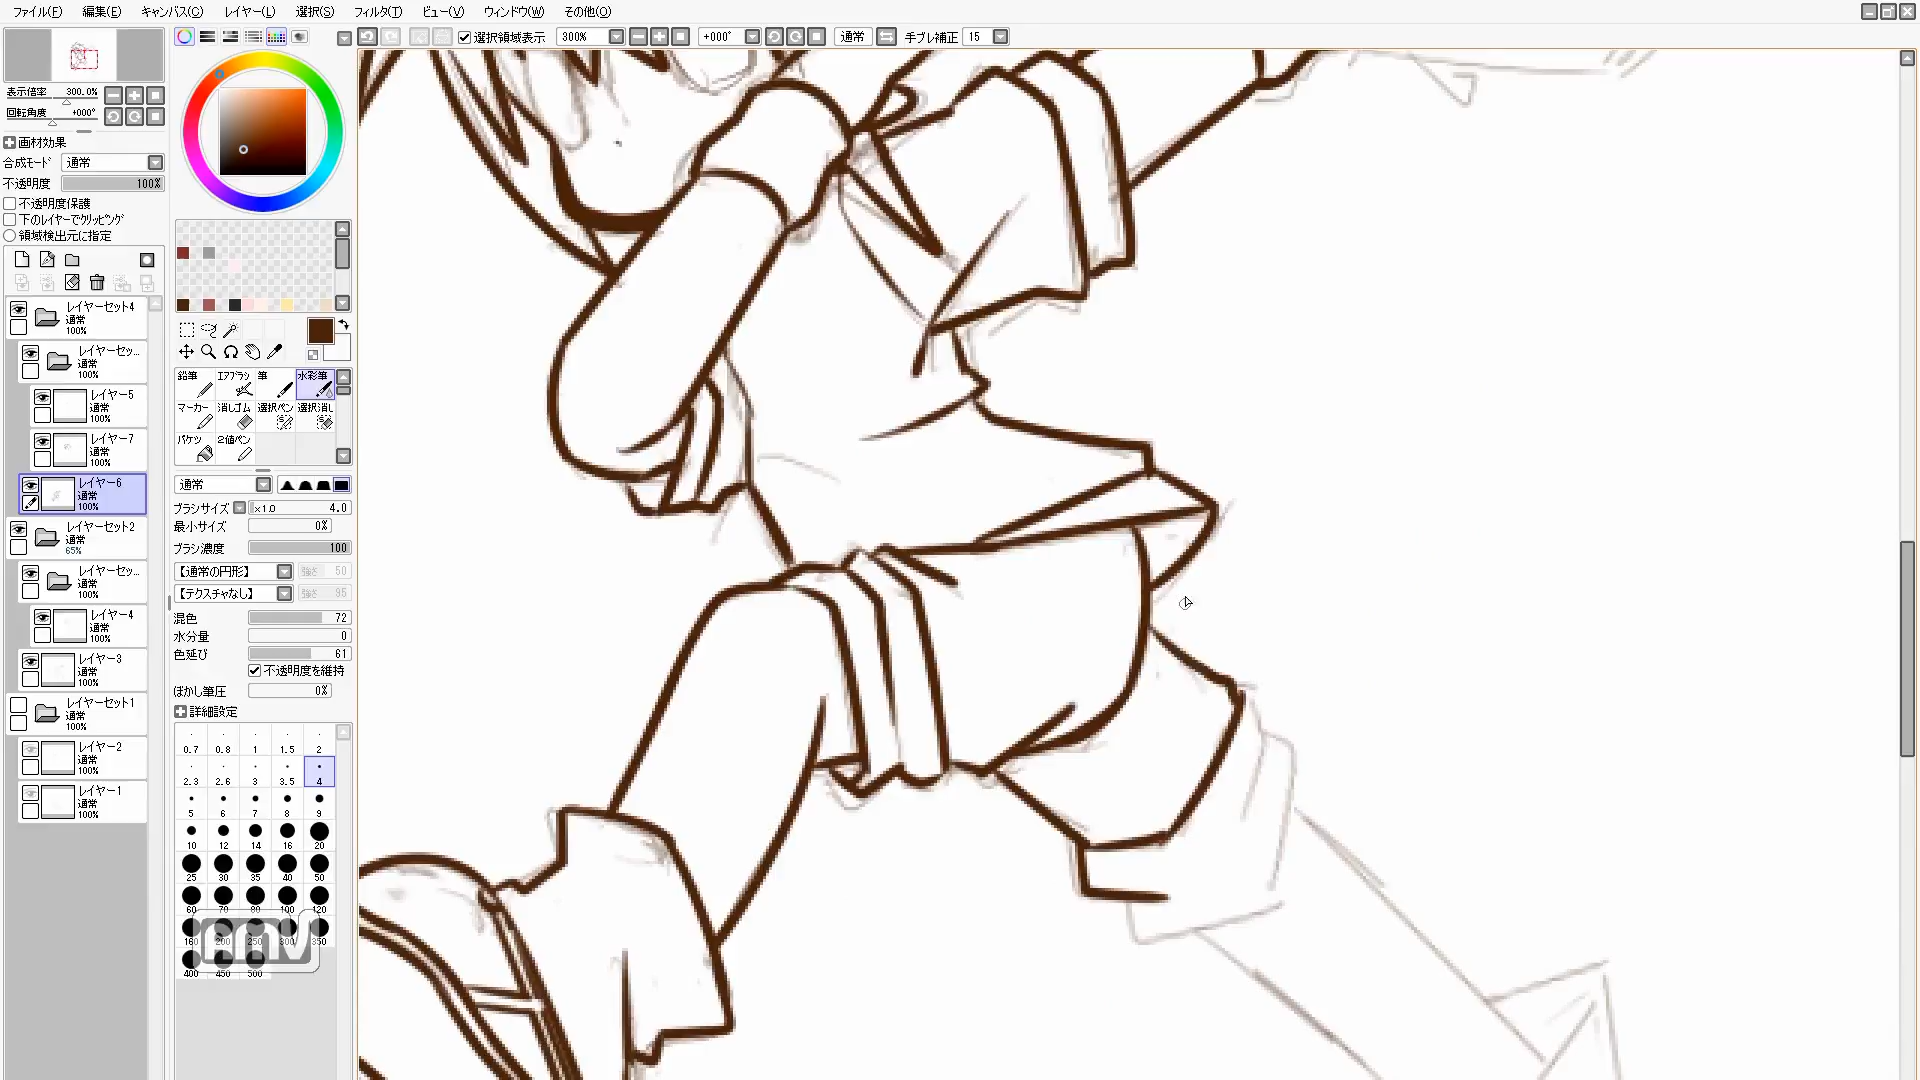 ファイル(F) 編集(E) キャンバス(C) レイヤー(L) 選択(S) フィルタ(T) ビュー(V) ウィンドウ(W) その他(O)
選択領域表示 300% +000° 通常 手ブレ補正 15
表示倍率 300.0%
回転角度 +000°
画材効果
合成モード 通常
不透明度 100%
不透明度保護
下のレイヤーでクリッピング
領域検出元に指定
レイヤーセット4
通常
100%
レイヤーセッ...
通常
100%
レイヤー5
通常
100%
レイヤー7
通常
100%
レイヤー6
通常
100%
レイヤーセット2
通常
65%
レイヤーセッ...
通常
100%
レイヤー4
通常
100%
レイヤー3
通常
100%
レイヤーセット1
通常
100%
レイヤー2
通常
100%
レイヤー1
通常
100%
鉛筆 エアブラシ 筆 水彩筆
マーカー 消しゴム 選択ペン 選択消し
バケツ 2値ペン
通常
ブラシサイズ x1.0 4.0
最小サイズ 0%
ブラシ濃度 100
【通常の円形】 強さ 50
【テクスチャなし】 強さ 95
混色 72
水分量 0
色延び 61
不透明度を維持
ぼかし筆圧 0%
詳細設定
0.7 0.8 1 1.5 2
2.3 2.6 3 3.5 4
5 6 7 8 9
10 12 14 16 20
25 30 35 40 50
60 70 80 100 120
160 200 250 300 350
400 450 500
AMV